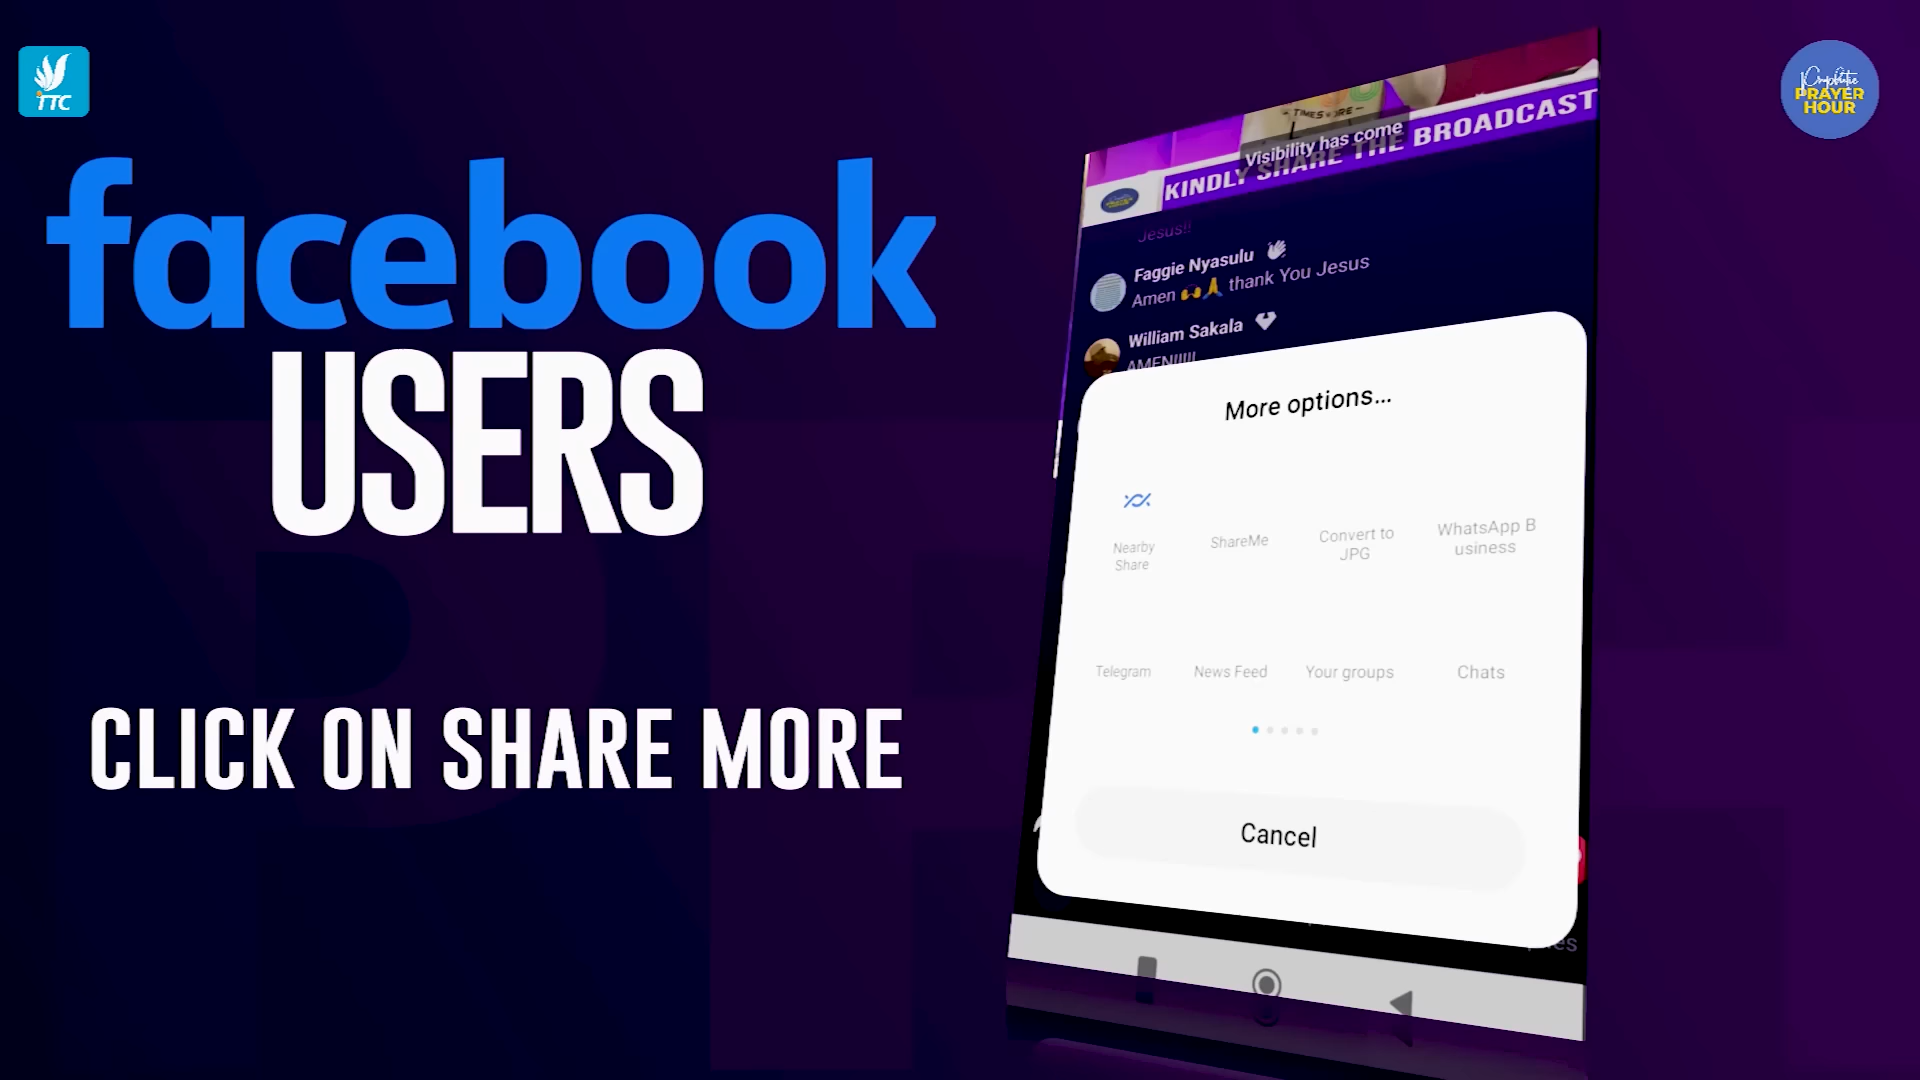 TTC
PRAYER
HOUR
facebook
USERS
CLICK ON SHARE MORE
Visibility has come
KINDLY SHARE THE BROADCAST
Jesus!!
Faggie Nyasulu
Amen 🙌🙏 thank You Jesus
William Sakala
AMEN!!!!!
More options...
Nearby
Share
ShareMe
Convert to
JPG
WhatsApp B
usiness
Telegram
News Feed
Your groups
Chats
Cancel